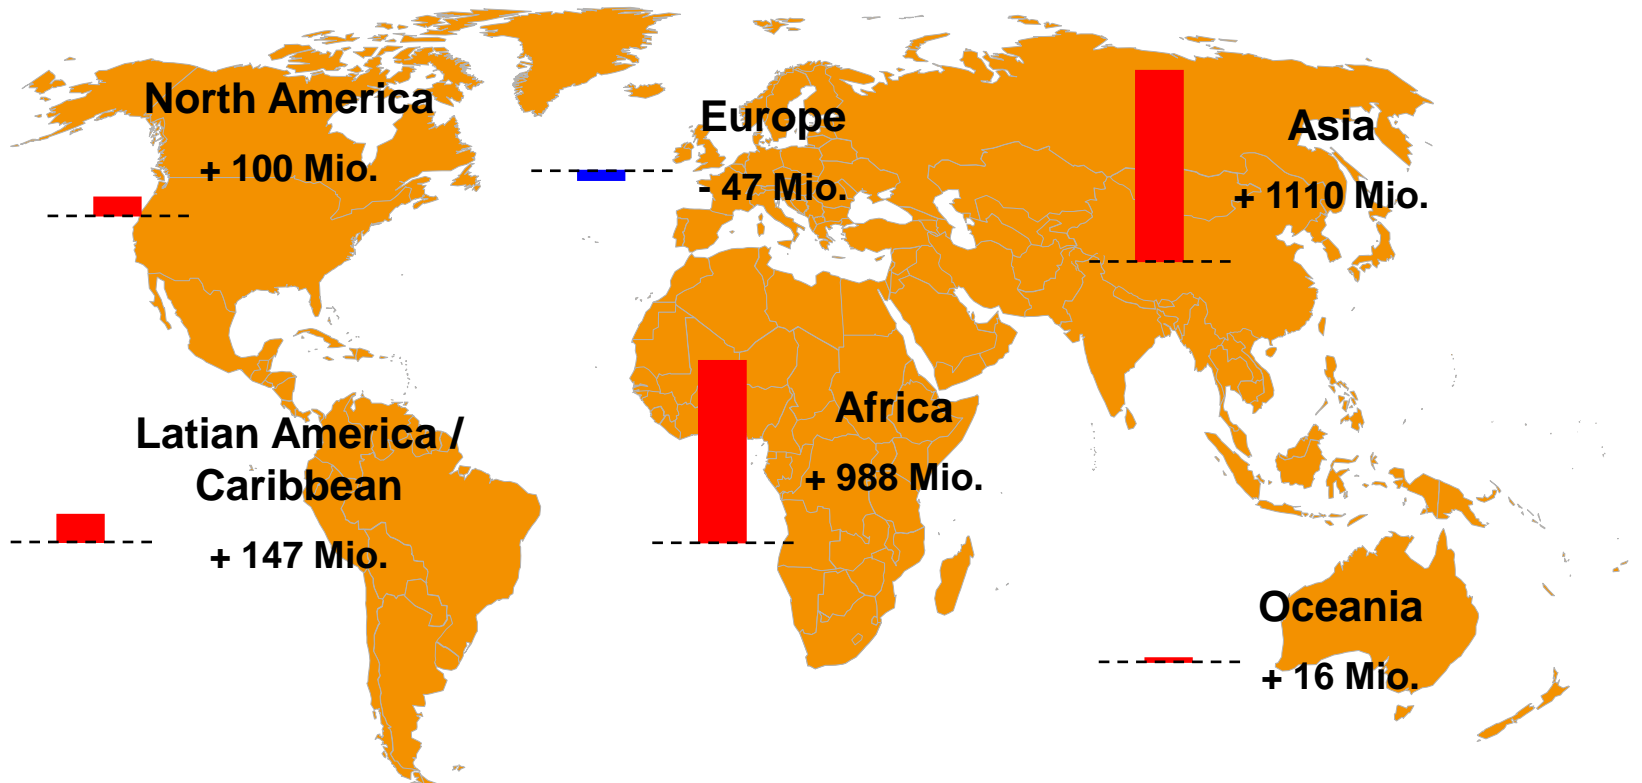 North America
+ 100 Mio.
Europe
- 47 Mio.
Asia
+ 1110 Mio.
Latian America /
Caribbean
+ 147 Mio.
Africa
+ 988 Mio.
Oceania
+ 16 Mio.